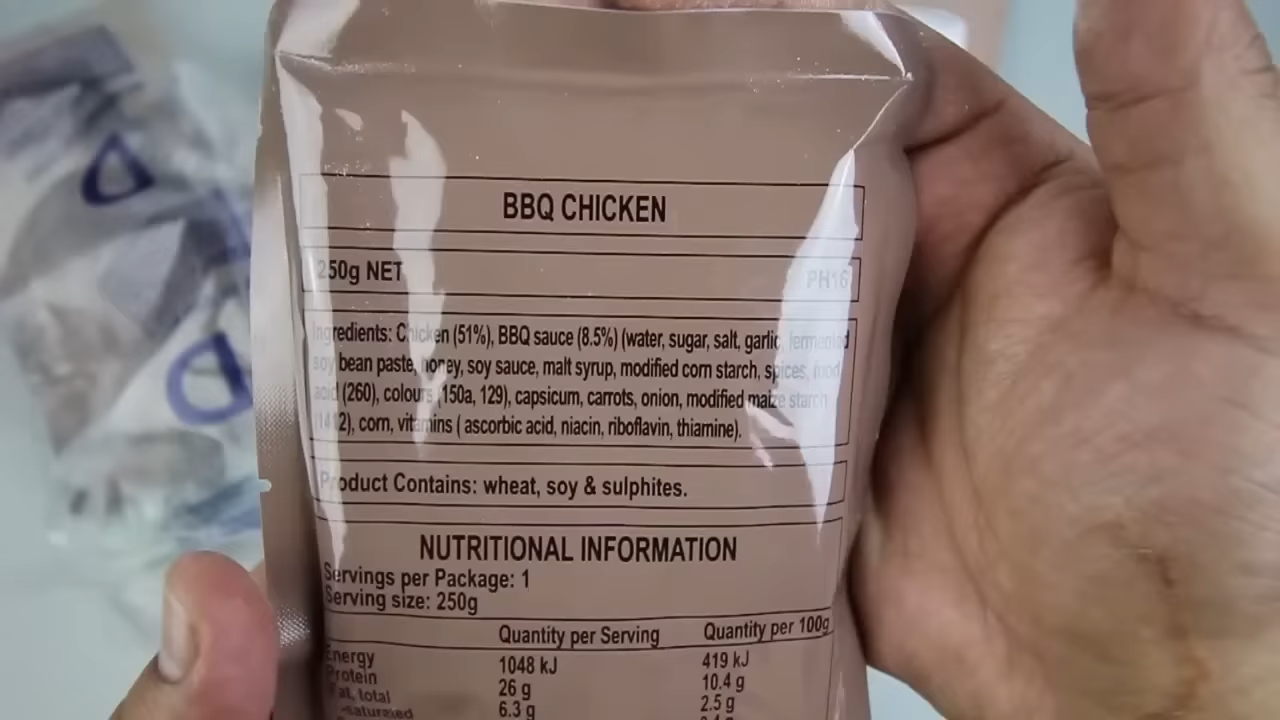 BBQ CHICKEN
250g NET PH16
Ingredients: Chicken (51%), BBQ sauce (8.5%) (water, sugar, salt, garlic, fermented
soy bean paste, honey, soy sauce, malt syrup, modified corn starch, spices, food
acid (260), colours (150a, 129), capsicum, carrots, onion, modified maize starch
(1412), corn, vitamins ( ascorbic acid, niacin, riboflavin, thiamine).
Product Contains: wheat, soy & sulphites.
NUTRITIONAL INFORMATION
Servings per Package: 1
Serving size: 250g
Quantity per Serving Quantity per 100g
Energy 1048 kJ 419 kJ
Protein 26 g 10.4 g
Fat, total 6.3 g 2.5 g
-saturated